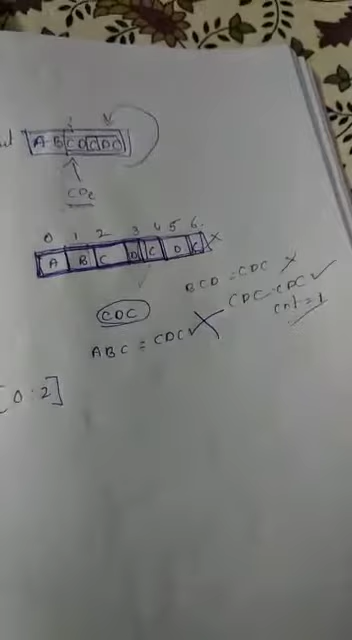 A B C D C D C
CDC
0 1 2 3 4 5 6
A B C D C D C X
CDC
BCD = CDC X
CDC = CDC ✓
cnt = 1
ABC = CDC X
[0:2]